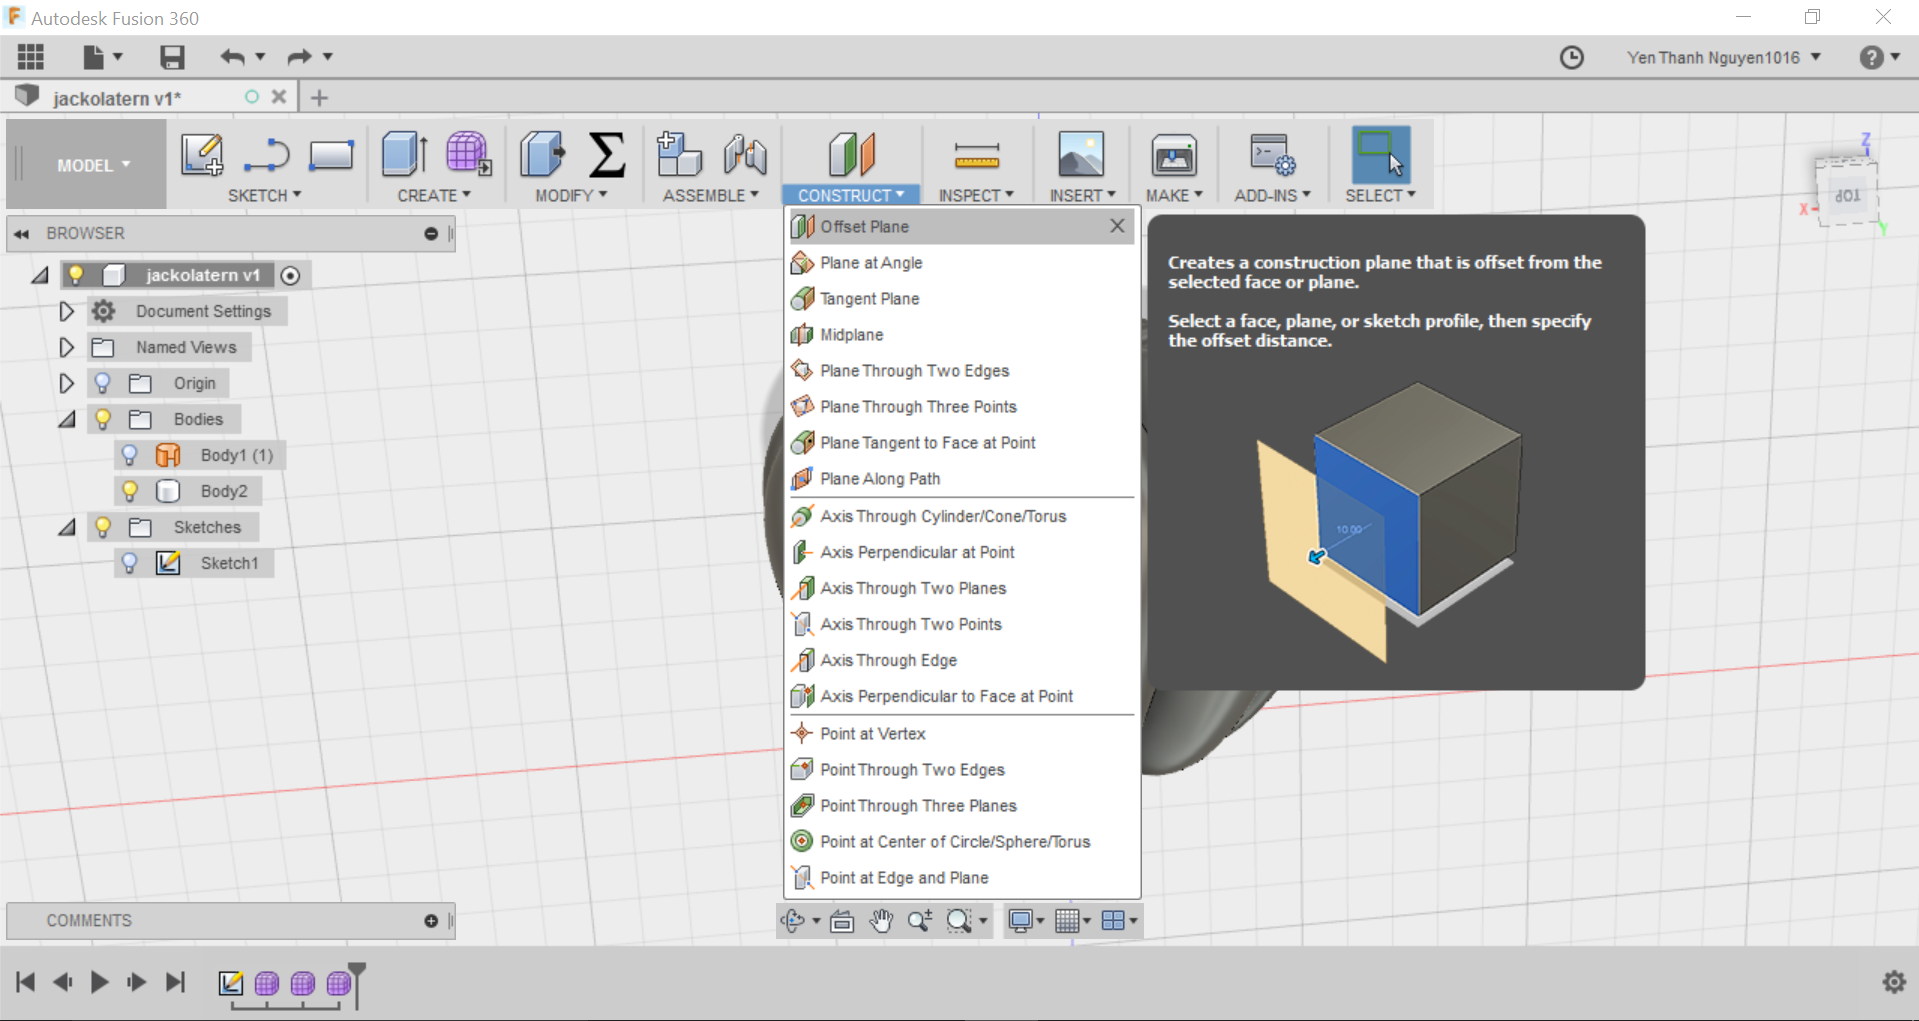 Autodesk Fusion 360
Yen Thanh Nguyen1016
jackolatern v1*
MODEL
SKETCH
CREATE
MODIFY
ASSEMBLE
CONSTRUCT
INSPECT
INSERT
MAKE
ADD-INS
SELECT
Z
TOP
X
Y
BROWSER
jackolatern v1
Document Settings
Named Views
Origin
Bodies
Body1 (1)
Body2
Sketches
Sketch1
Offset Plane
Plane at Angle
Tangent Plane
Midplane
Plane Through Two Edges
Plane Through Three Points
Plane Tangent to Face at Point
Plane Along Path
Axis Through Cylinder/Cone/Torus
Axis Perpendicular at Point
Axis Through Two Planes
Axis Through Two Points
Axis Through Edge
Axis Perpendicular to Face at Point
Point at Vertex
Point Through Two Edges
Point Through Three Planes
Point at Center of Circle/Sphere/Torus
Point at Edge and Plane
Creates a construction plane that is offset from the
selected face or plane.
Select a face, plane, or sketch profile, then specify
the offset distance.
10.00
COMMENTS